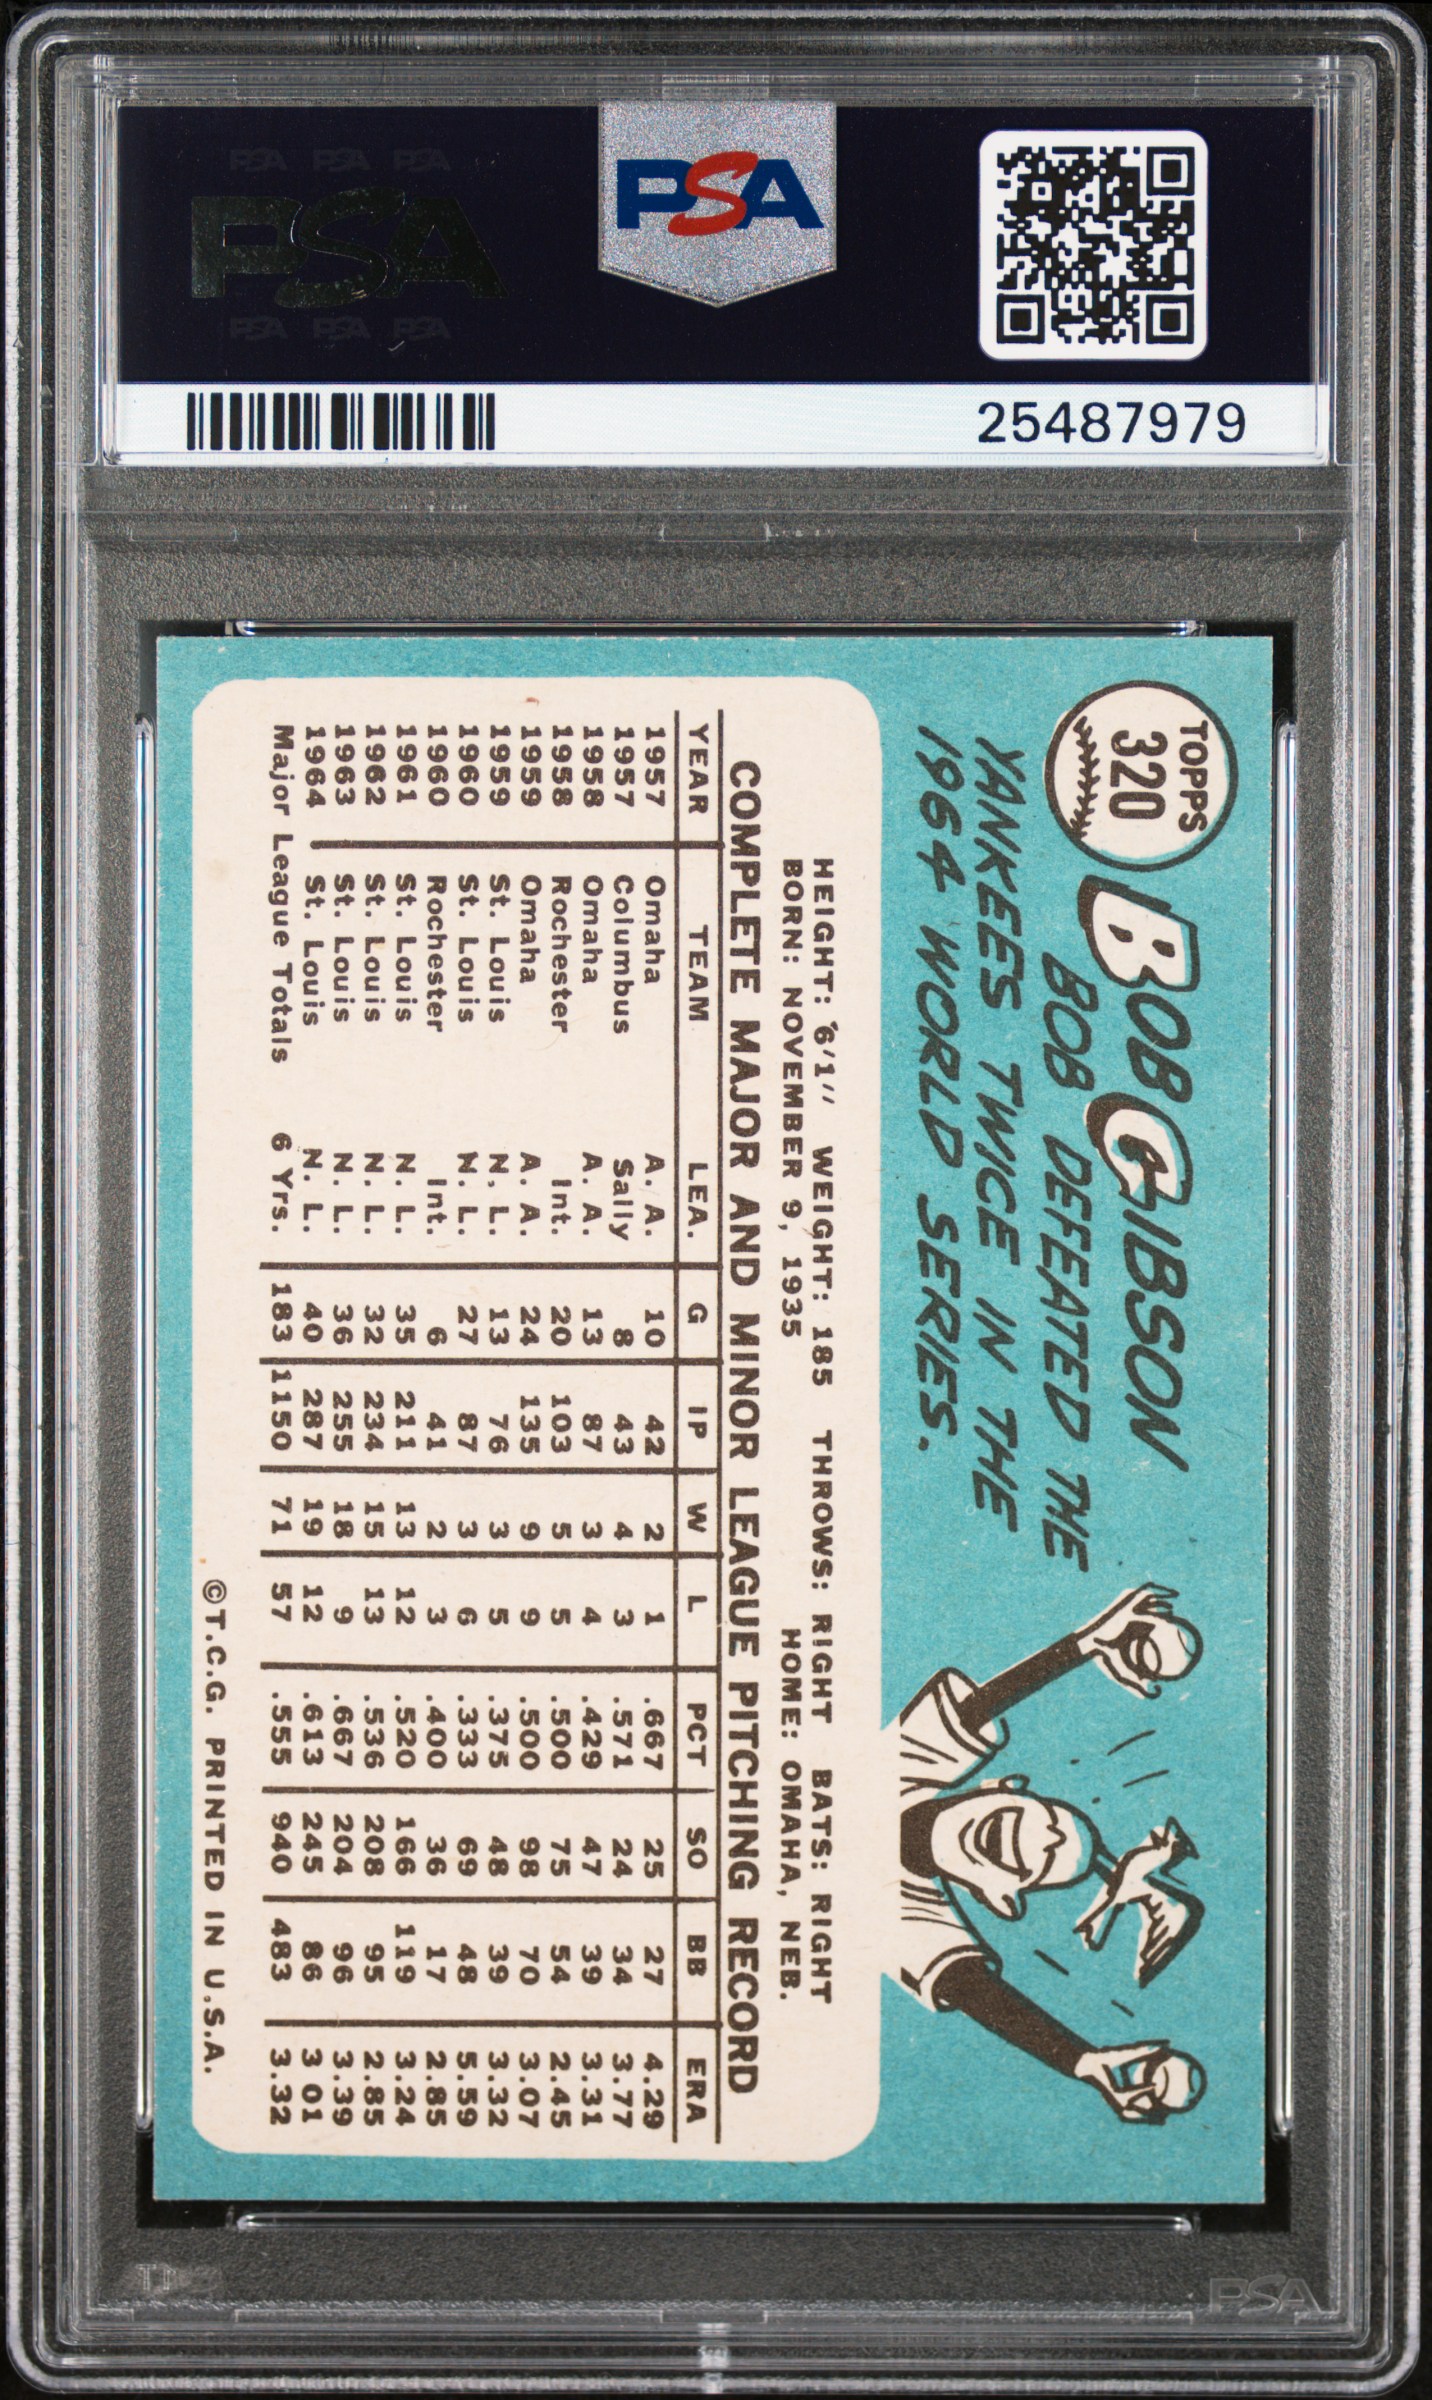 PSA PSA PSA
PSA
PSA PSA PSA
PSA
25487979
TOPPS
320
BOB GIBSON
BOB DEFEATED THE
YANKEES TWICE IN THE
1964 WORLD SERIES.
HEIGHT: 6'1" WEIGHT: 185 THROWS: RIGHT BATS: RIGHT
BORN: NOVEMBER 9, 1935 HOME: OMAHA, NEB.
COMPLETE MAJOR AND MINOR LEAGUE PITCHING RECORD
YEAR TEAM LEA. G IP W L PCT SO BB ERA
1957 Omaha A. A. 10 42 2 1 .667 25 27 4.29
1957 Columbus Sally 8 43 4 3 .571 24 34 3.77
1958 Omaha A. A. 13 87 3 4 .429 47 39 3.31
1958 Rochester Int. 20 103 5 5 .500 75 54 2.45
1959 Omaha A. A. 24 135 9 9 .500 98 70 3.07
1959 St. Louis N. L. 13 76 3 5 .375 48 39 3.32
1960 St. Louis N. L. 27 87 3 6 .333 69 48 5.59
1960 Rochester Int. 6 41 2 3 .400 36 17 2.85
1961 St. Louis N. L. 35 211 13 12 .520 166 119 3.24
1962 St. Louis N. L. 32 234 15 13 .536 208 95 2.85
1963 St. Louis N. L. 36 255 18 9 .667 204 96 3.39
1964 St. Louis N. L. 40 287 19 12 .613 245 86 3 01
Major League Totals 6 Yrs. 183 1150 71 57 .555 940 483 3.32
©T.C.G. PRINTED IN U.S.A.
PSA